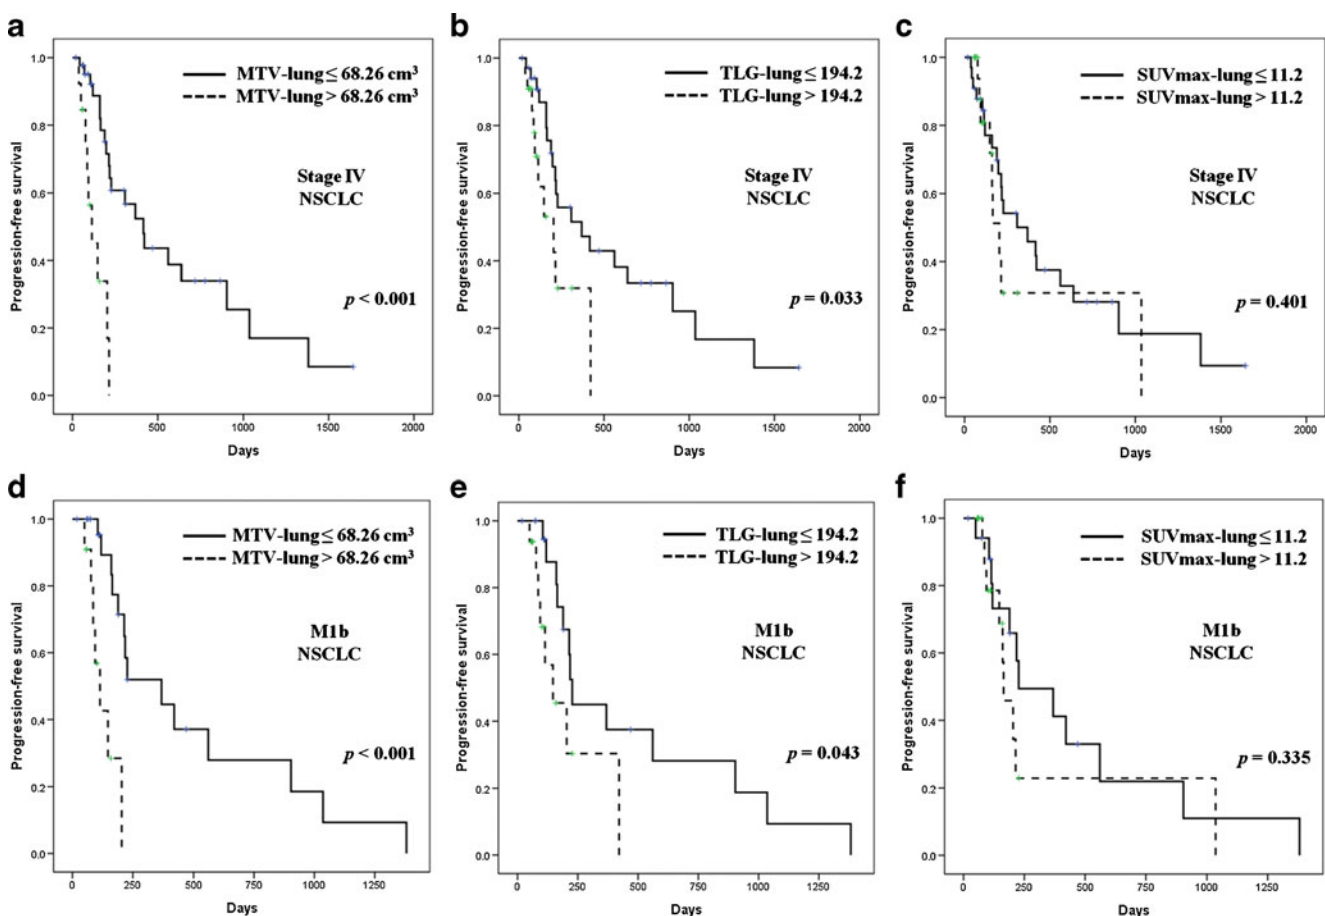 a
1.0
0.8
0.6
0.4
0.2
0.0
Progression-free survival
MTV-lung ≤ 68.26 cm³
MTV-lung > 68.26 cm³
Stage IV
NSCLC
p < 0.001
0 500 1000 1500 2000
Days
b
1.0
0.8
0.6
0.4
0.2
0.0
Progression-free survival
TLG-lung ≤ 194.2
TLG-lung > 194.2
Stage IV
NSCLC
p = 0.033
0 500 1000 1500 2000
Days
c
1.0
0.8
0.6
0.4
0.2
0.0
Progression-free survival
SUVmax-lung ≤ 11.2
SUVmax-lung > 11.2
Stage IV
NSCLC
p = 0.401
0 500 1000 1500 2000
Days
d
1.0
0.8
0.6
0.4
0.2
0.0
Progression-free survival
MTV-lung ≤ 68.26 cm³
MTV-lung > 68.26 cm³
M1b
NSCLC
p < 0.001
0 250 500 750 1000 1250
Days
e
1.0
0.8
0.6
0.4
0.2
0.0
Progression-free survival
TLG-lung ≤ 194.2
TLG-lung > 194.2
M1b
NSCLC
p = 0.043
0 250 500 750 1000 1250
Days
f
1.0
0.8
0.6
0.4
0.2
0.0
Progression-free survival
SUVmax-lung ≤ 11.2
SUVmax-lung > 11.2
M1b
NSCLC
p = 0.335
0 250 500 750 1000 1250
Days